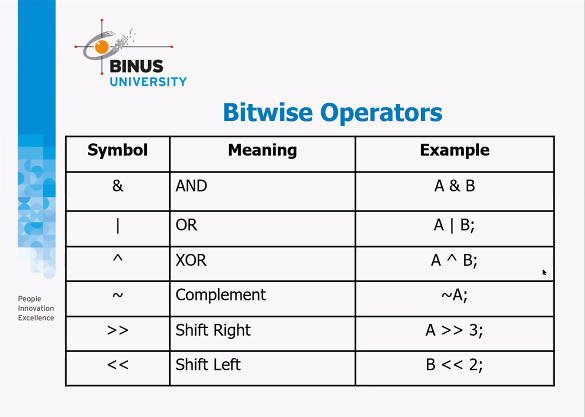 BINUS
UNIVERSITY
Bitwise Operators
Symbol Meaning Example
& AND A & B
| OR A | B;
^ XOR A ^ B;
~ Complement ~A;
>> Shift Right A >> 3;
<< Shift Left B << 2;
People
Innovation
Excellence